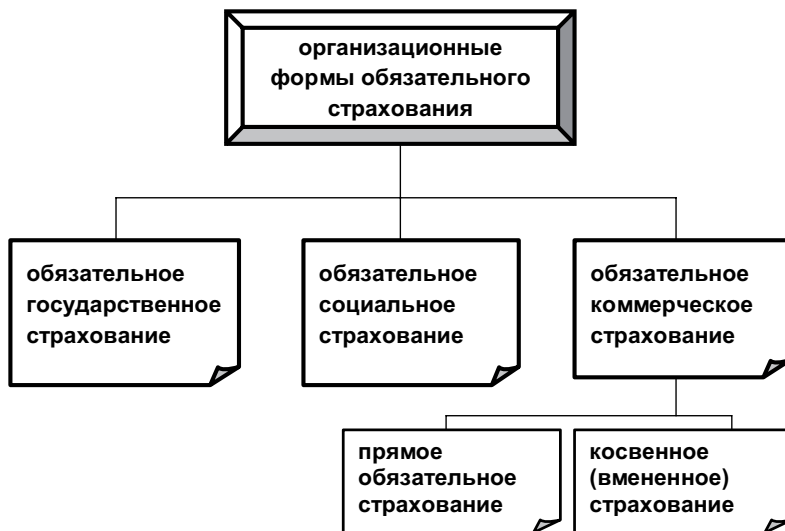 организационные
формы обязательного
страхования
обязательное
государственное
страхование
обязательное
социальное
страхование
обязательное
коммерческое
страхование
прямое
обязательное
страхование
косвенное
(вмененное)
страхование